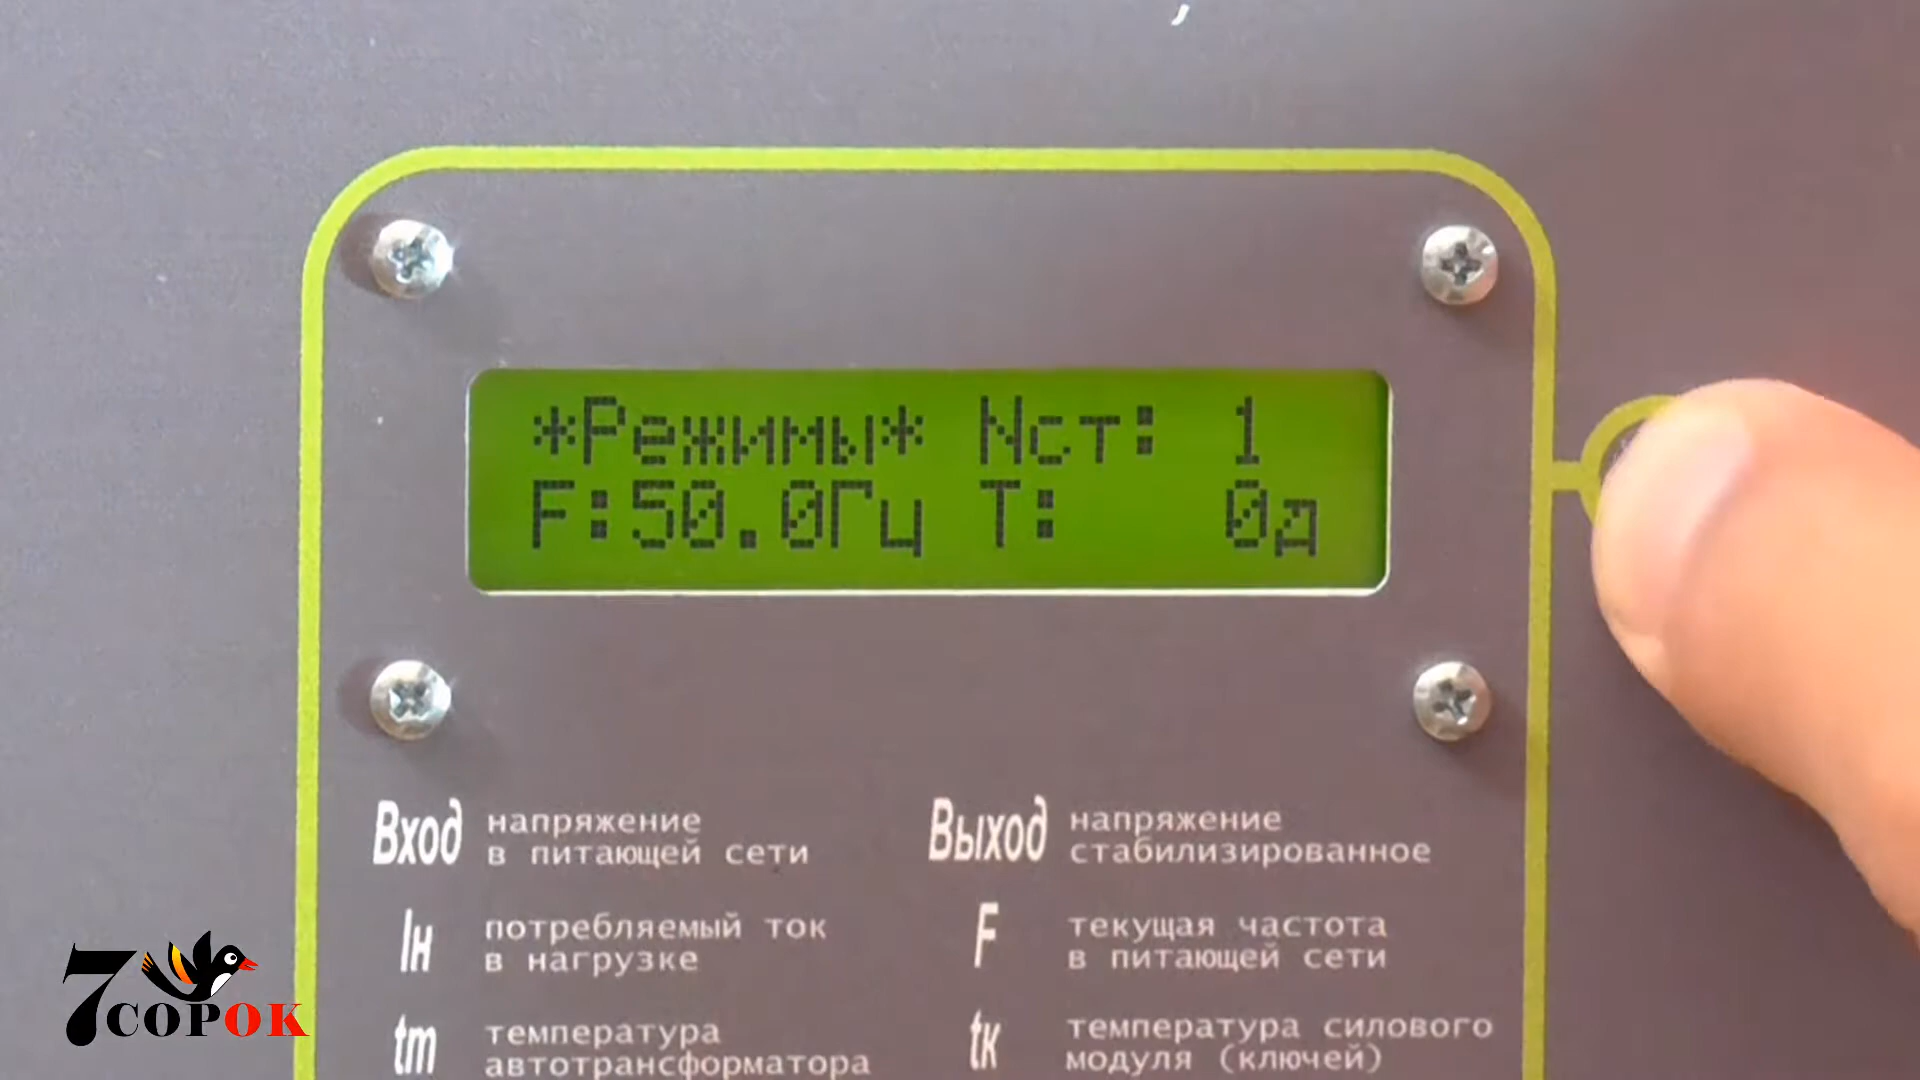 *Режимы* Nст: 1
F:50.0Гц T: 0д
Вход напряжение в питающей сети
Выход напряжение стабилизированное
Iн потребляемый ток в нагрузке
F текущая частота в питающей сети
tm температура автотрансформатора
tк температура силового модуля (ключей)
7СОРОК